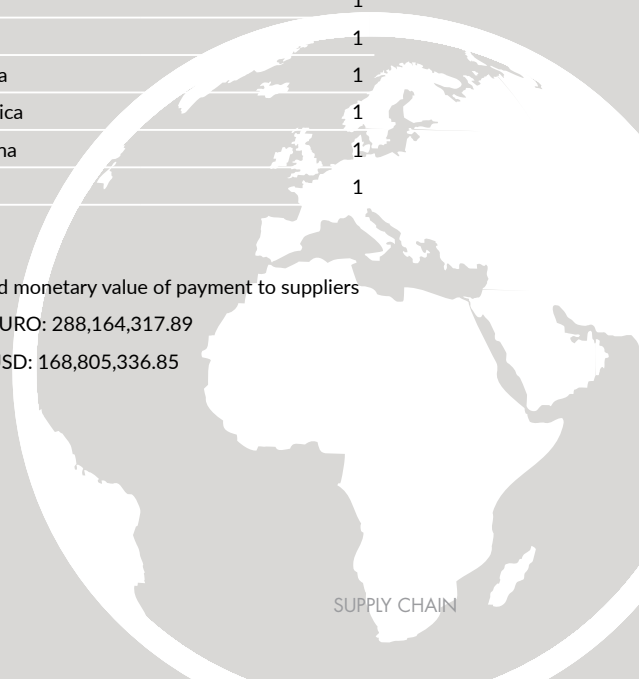 1
1
a 1
ica 1
na 1
1
d monetary value of payment to suppliers
URO: 288,164,317.89
SD: 168,805,336.85
SUPPLY CHAIN